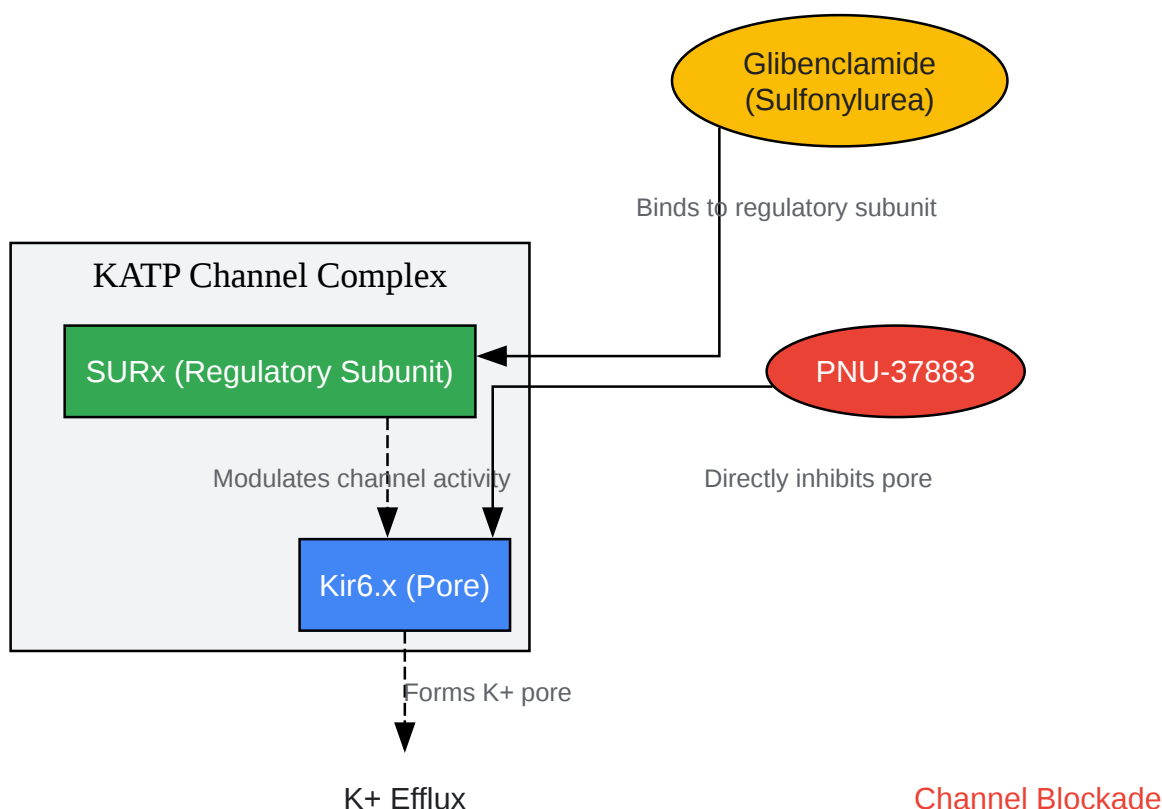 Glibenclamide
(Sulfonylurea)
Binds to regulatory subunit
KATP Channel Complex
SURx (Regulatory Subunit)
PNU-37883
Modulates channel activity
Directly inhibits pore
Kir6.x (Pore)
Forms K+ pore
K+ Efflux
Channel Blockade